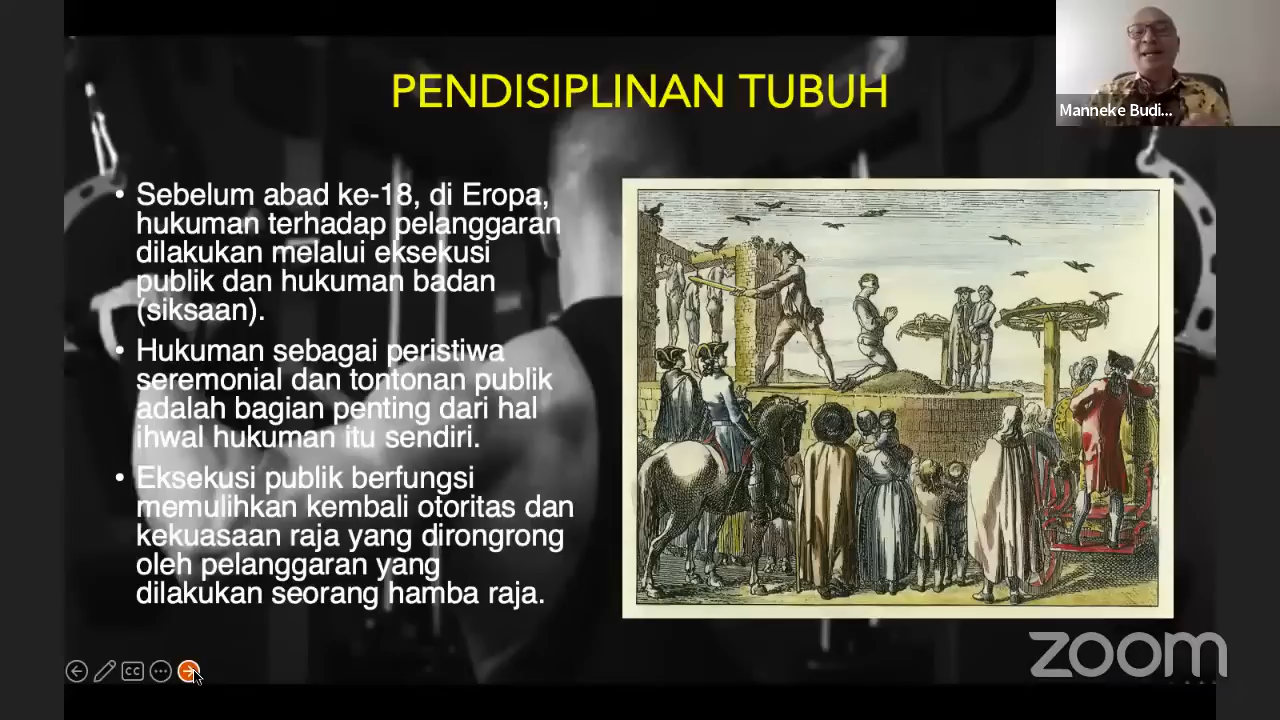 PENDISIPLINAN TUBUH
Manneke Budi...
• Sebelum abad ke-18, di Eropa,
hukuman terhadap pelanggaran
dilakukan melalui eksekusi
publik dan hukuman badan
(siksaan).
• Hukuman sebagai peristiwa
seremonial dan tontonan publik
adalah bagian penting dari hal
ihwal hukuman itu sendiri.
• Eksekusi publik berfungsi
memulihkan kembali otoritas dan
kekuasaan raja yang dirongrong
oleh pelanggaran yang
dilakukan seorang hamba raja.
CC
zoom